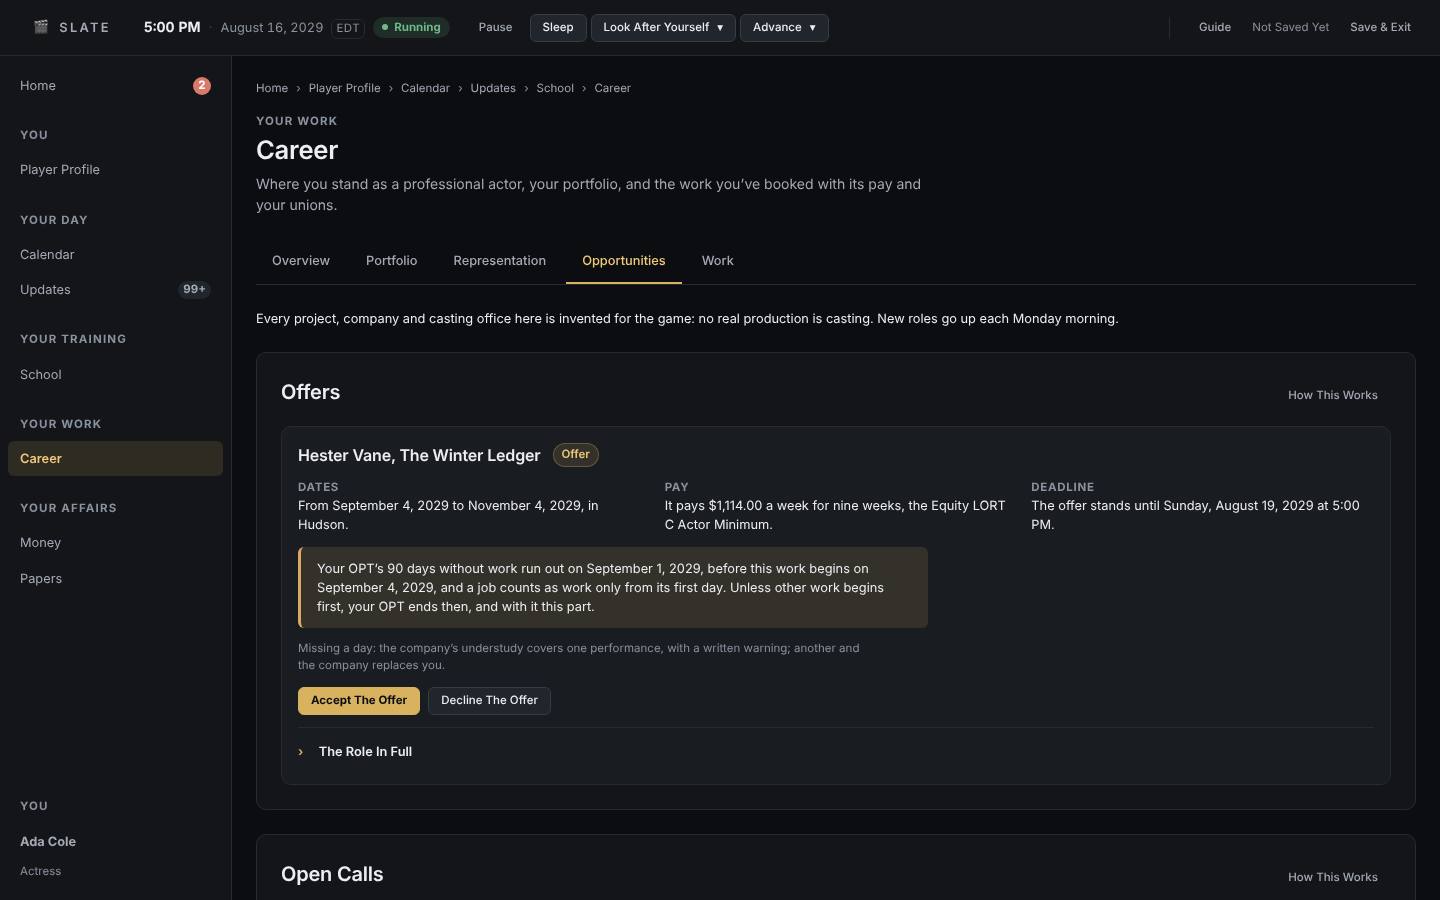 SLATE
5:00 PM · August 16, 2029 EDT Running Pause Sleep Look After Yourself ▾ Advance ▾ Guide Not Saved Yet Save & Exit
Home 2
YOU
Player Profile
YOUR DAY
Calendar
Updates 99+
YOUR TRAINING
School
YOUR WORK
Career
YOUR AFFAIRS
Money
Papers
YOU
Ada Cole
Actress
Home › Player Profile › Calendar › Updates › School › Career
YOUR WORK
Career
Where you stand as a professional actor, your portfolio, and the work you’ve booked with its pay and
your unions.
Overview Portfolio Representation Opportunities Work
Every project, company and casting office here is invented for the game: no real production is casting. New roles go up each Monday morning.
Offers How This Works
Hester Vane, The Winter Ledger Offer
DATES
From September 4, 2029 to November 4, 2029, in
Hudson.
PAY
It pays $1,114.00 a week for nine weeks, the Equity LORT
C Actor Minimum.
DEADLINE
The offer stands until Sunday, August 19, 2029 at 5:00
PM.
Your OPT’s 90 days without work run out on September 1, 2029, before this work begins on
September 4, 2029, and a job counts as work only from its first day. Unless other work begins
first, your OPT ends then, and with it this part.
Missing a day: the company’s understudy covers one performance, with a written warning; another and
the company replaces you.
Accept The Offer Decline The Offer
› The Role In Full
Open Calls How This Works